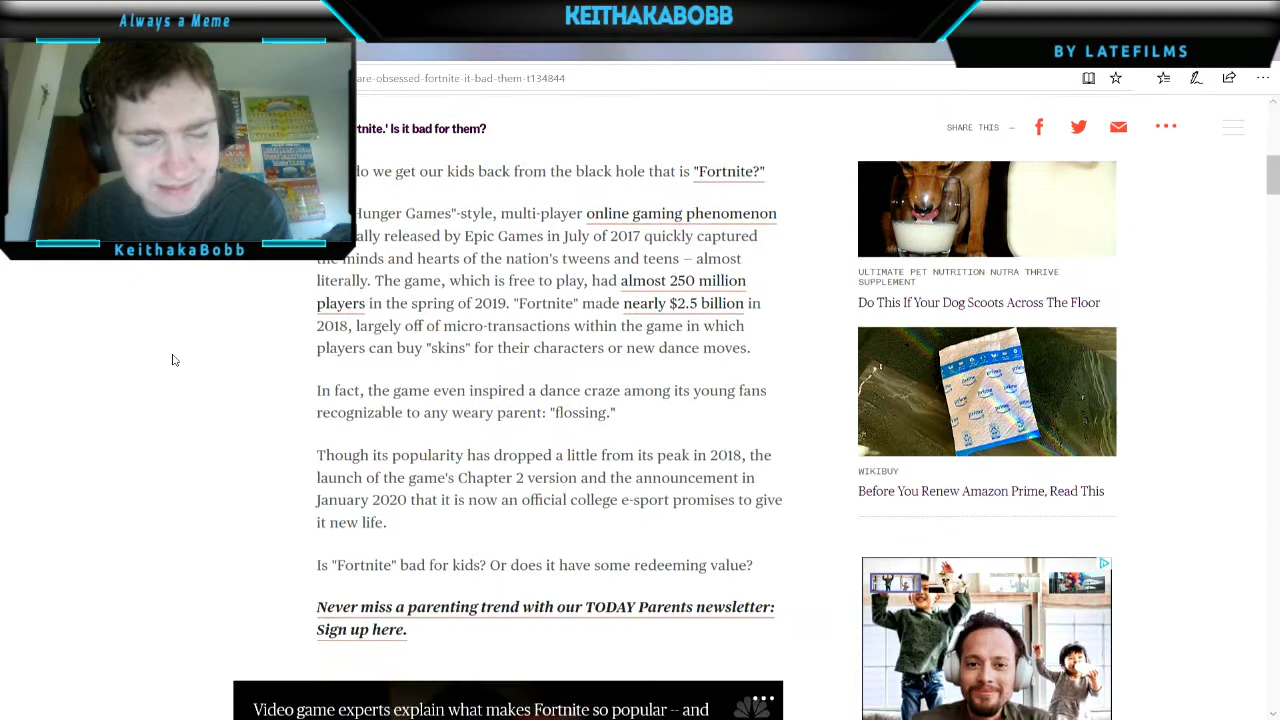 Always a Meme
KEITHAKABOBB
BY LATEFILMS
KeithakaBobb
are-obsessed-fortnite-it-bad-them-t134844
tnite.' Is it bad for them?
do we get our kids back from the black hole that is "Fortnite?"
Hunger Games"-style, multi-player online gaming phenomenon
ally released by Epic Games in July of 2017 quickly captured
the minds and hearts of the nation's tweens and teens — almost
literally. The game, which is free to play, had almost 250 million
players in the spring of 2019. "Fortnite" made nearly $2.5 billion in
2018, largely off of micro-transactions within the game in which
players can buy "skins" for their characters or new dance moves.
In fact, the game even inspired a dance craze among its young fans
recognizable to any weary parent: "flossing."
Though its popularity has dropped a little from its peak in 2018, the
launch of the game's Chapter 2 version and the announcement in
January 2020 that it is now an official college e-sport promises to give
it new life.
Is "Fortnite" bad for kids? Or does it have some redeeming value?
Never miss a parenting trend with our TODAY Parents newsletter:
Sign up here.
Video game experts explain what makes Fortnite so popular -- and
SHARE THIS —
ULTIMATE PET NUTRITION NUTRA THRIVE
SUPPLEMENT
Do This If Your Dog Scoots Across The Floor
WIKIBUY
Before You Renew Amazon Prime, Read This